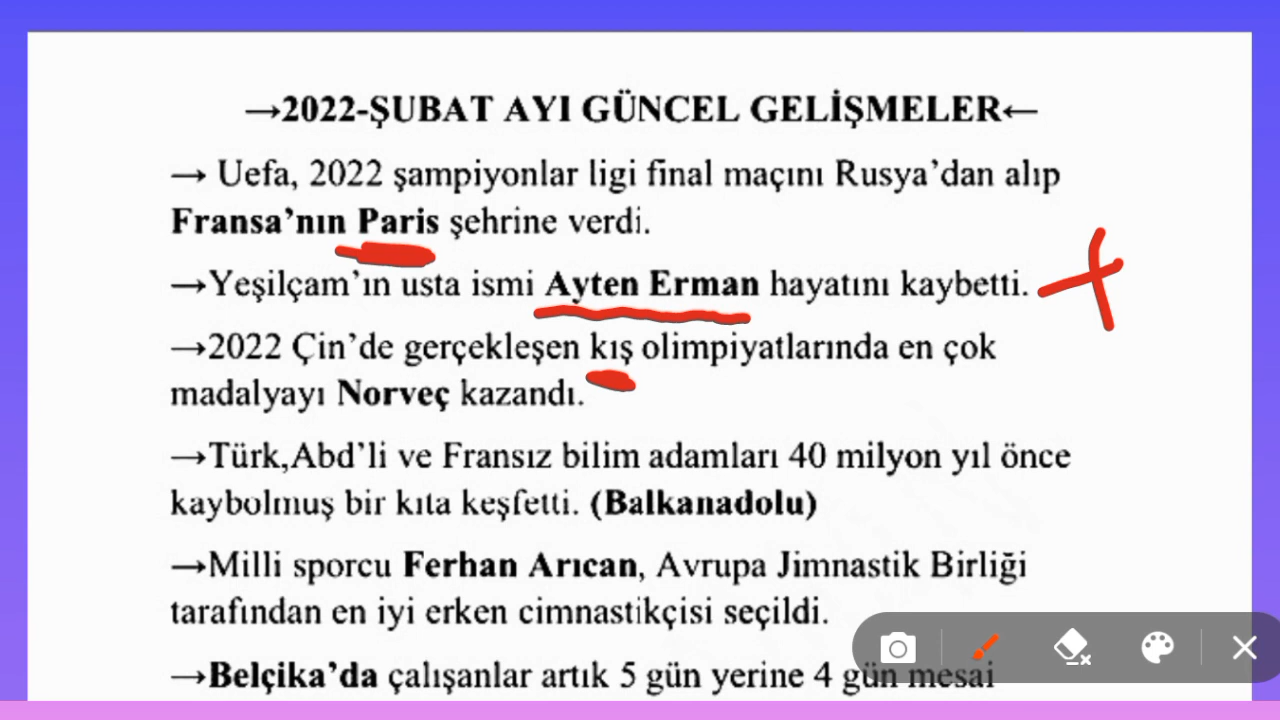 →2022-ŞUBAT AYI GÜNCEL GELİŞMELER←
→ Uefa, 2022 şampiyonlar ligi final maçını Rusya’dan alıp
Fransa’nın Paris şehrine verdi.
→Yeşilçam’ın usta ismi Ayten Erman hayatını kaybetti.
→2022 Çin’de gerçekleşen kış olimpiyatlarında en çok
madalyayı Norveç kazandı.
→Türk,Abd’li ve Fransız bilim adamları 40 milyon yıl önce
kaybolmuş bir kıta keşfetti. (Balkanadolu)
→Milli sporcu Ferhan Arıcan, Avrupa Jimnastik Birliği
tarafından en iyi erken cimnastikçisi seçildi.
→Belçika’da çalışanlar artık 5 gün yerine 4 gün mesai